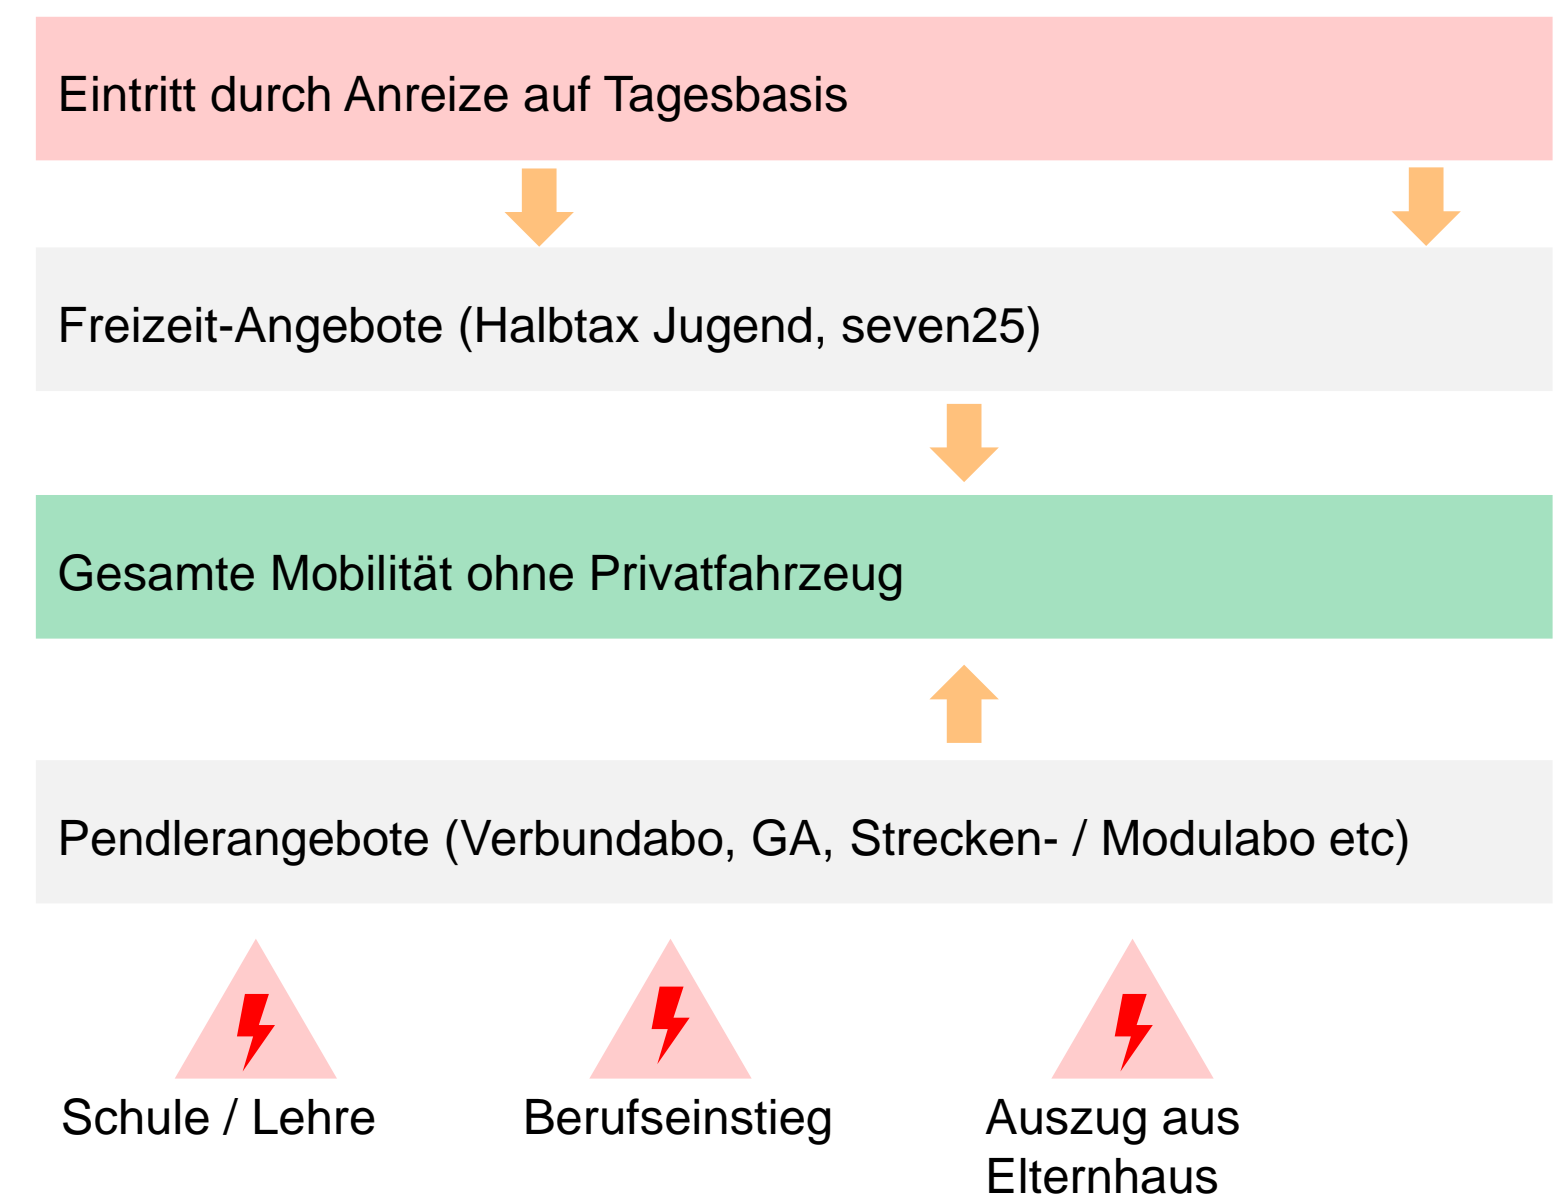 Eintritt durch Anreize auf Tagesbasis
Freizeit-Angebote (Halbtax Jugend, seven25)
Gesamte Mobilität ohne Privatfahrzeug
Pendlerangebote (Verbundabo, GA, Strecken- / Modulabo etc)
Schule / Lehre
Berufseinstieg
Auszug aus
Elternhaus